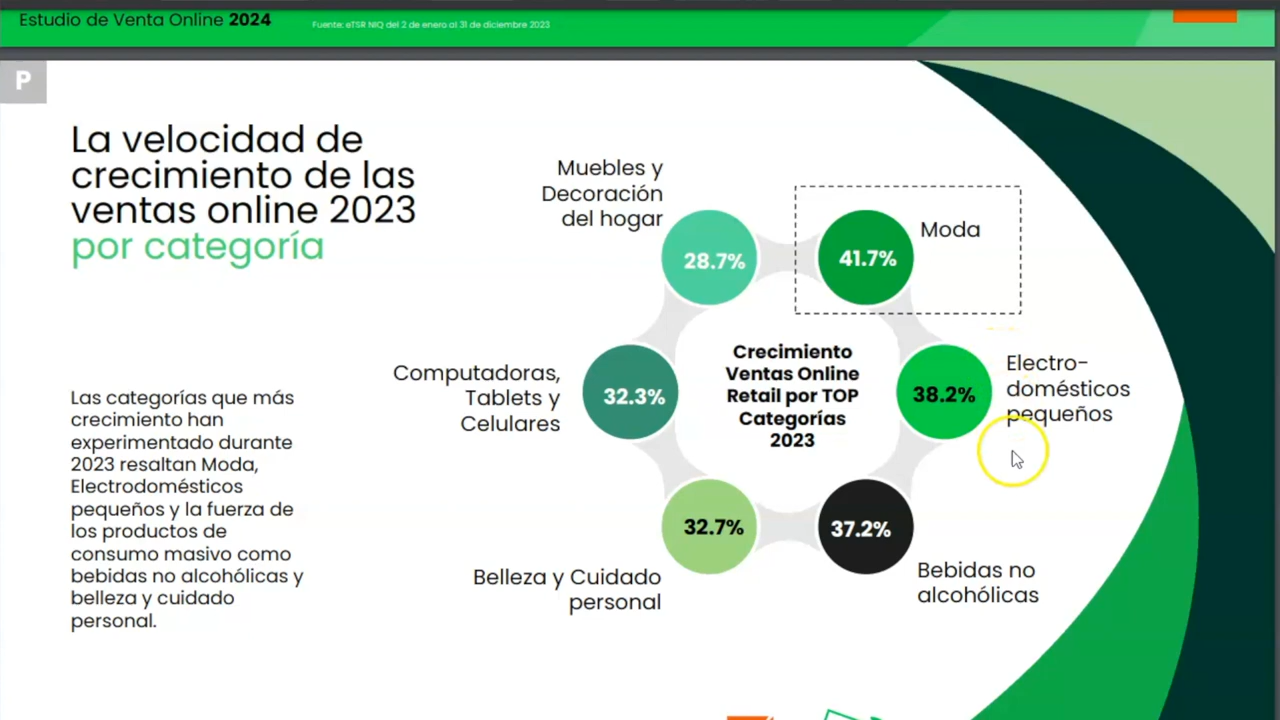 Estudio de Venta Online 2024
Fuente: eTSR NIQ del 2 de enero al 31 de diciembre 2023
P
La velocidad de
crecimiento de las
ventas online 2023
por categoría
Las categorías que más
crecimiento han
experimentado durante
2023 resaltan Moda,
Electrodomésticos
pequeños y la fuerza de
los productos de
consumo masivo como
bebidas no alcohólicas y
belleza y cuidado
personal.
Muebles y
Decoración
del hogar
28.7%
41.7%
Moda
Computadoras,
Tablets y
Celulares
32.3%
Crecimiento
Ventas Online
Retail por TOP
Categorías
2023
38.2%
Electro-
domésticos
pequeños
32.7%
Belleza y Cuidado
personal
37.2%
Bebidas no
alcohólicas